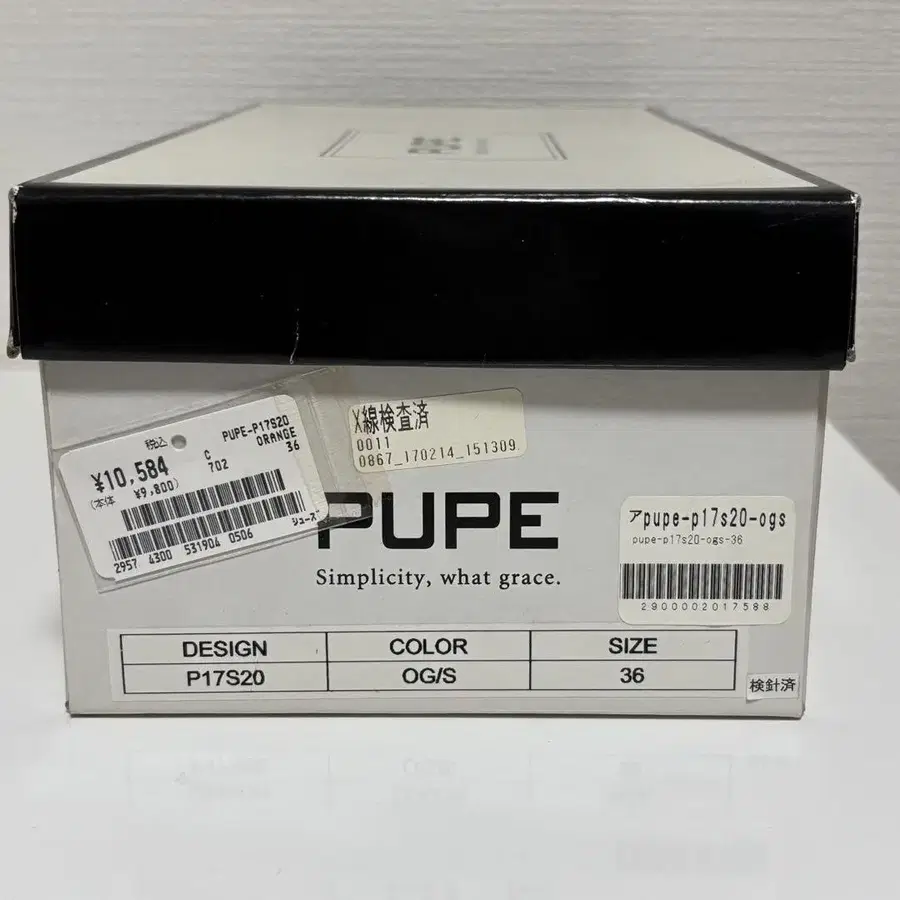 税込
PUPE-P17S20
ORANGE
36
¥10,584
C
702
(本体 ¥9,800)
シューズ
2957 4300 531904 0506
X線検査済
0011
0867_170214_151309
PUPE
Simplicity, what grace.
アpupe-p17s20-ogs
pupe-p17s20-ogs-36
2900002017588
DESIGN COLOR SIZE
P17S20 OG/S 36
検針済